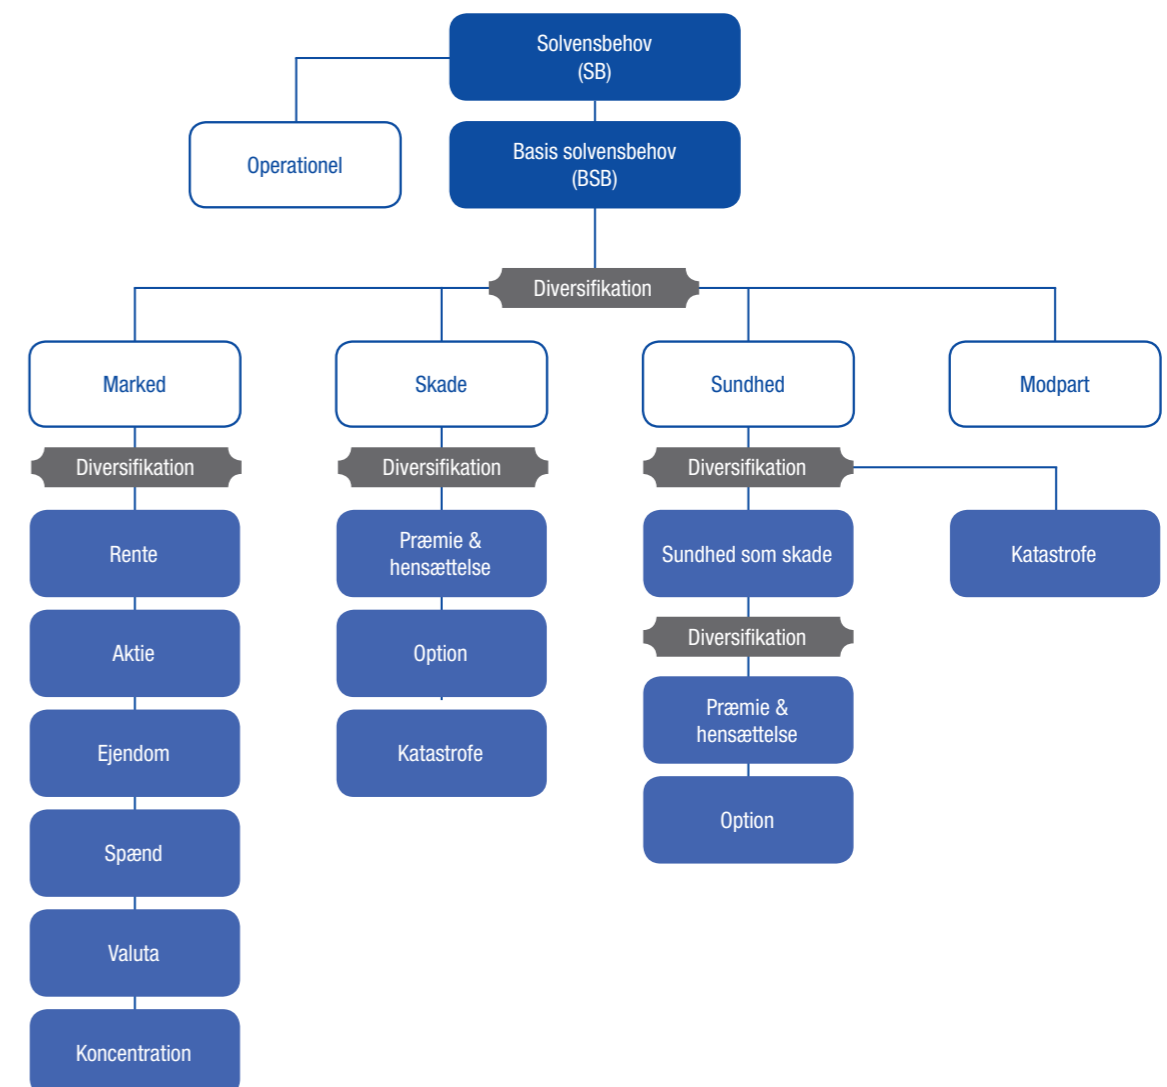 Solvensbehov
(SB)
Operationel
Basis solvensbehov
(BSB)
Diversifikation
Marked
Skade
Sundhed
Modpart
Diversifikation
Diversifikation
Diversifikation
Rente
Præmie &
hensættelse
Sundhed som skade
Katastrofe
Aktie
Option
Diversifikation
Ejendom
Katastrofe
Præmie &
hensættelse
Spænd
Option
Valuta
Koncentration